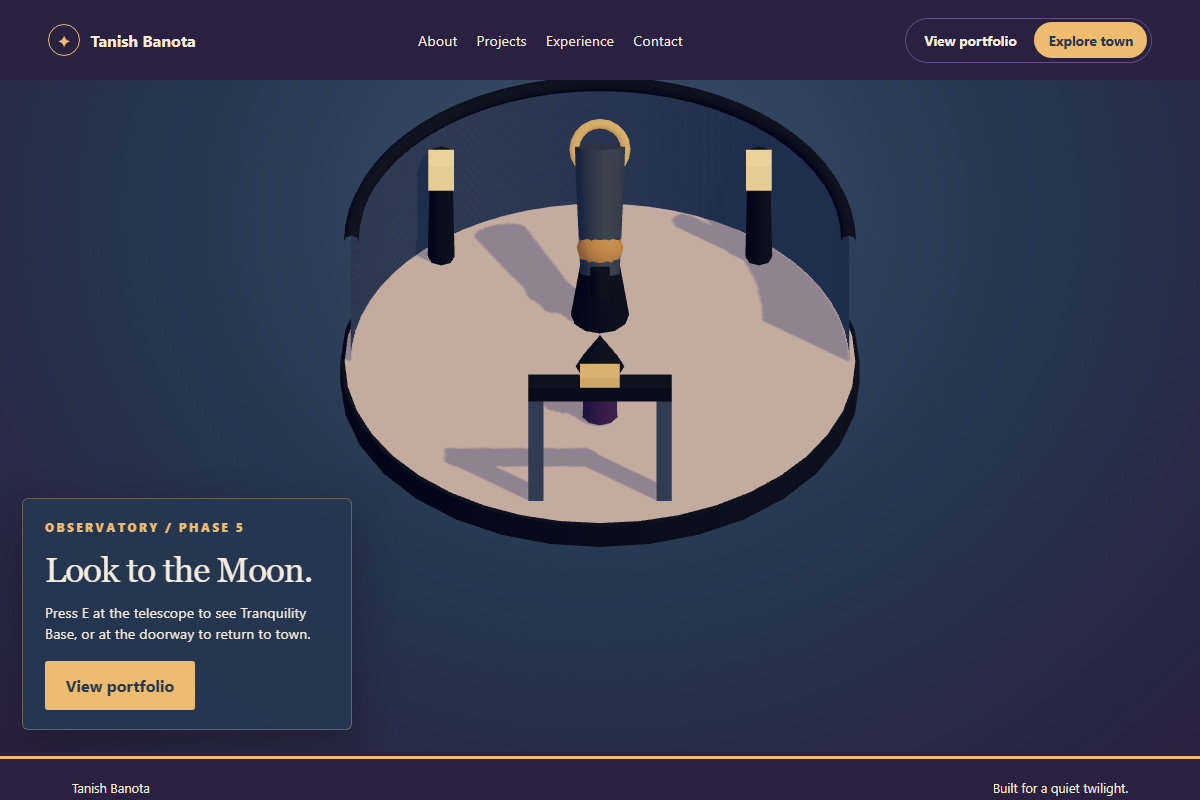 Tanish Banota
About Projects Experience Contact
View portfolio Explore town
OBSERVATORY / PHASE 5
Look to the Moon.
Press E at the telescope to see Tranquility
Base, or at the doorway to return to town.
View portfolio
Tanish Banota
Built for a quiet twilight.